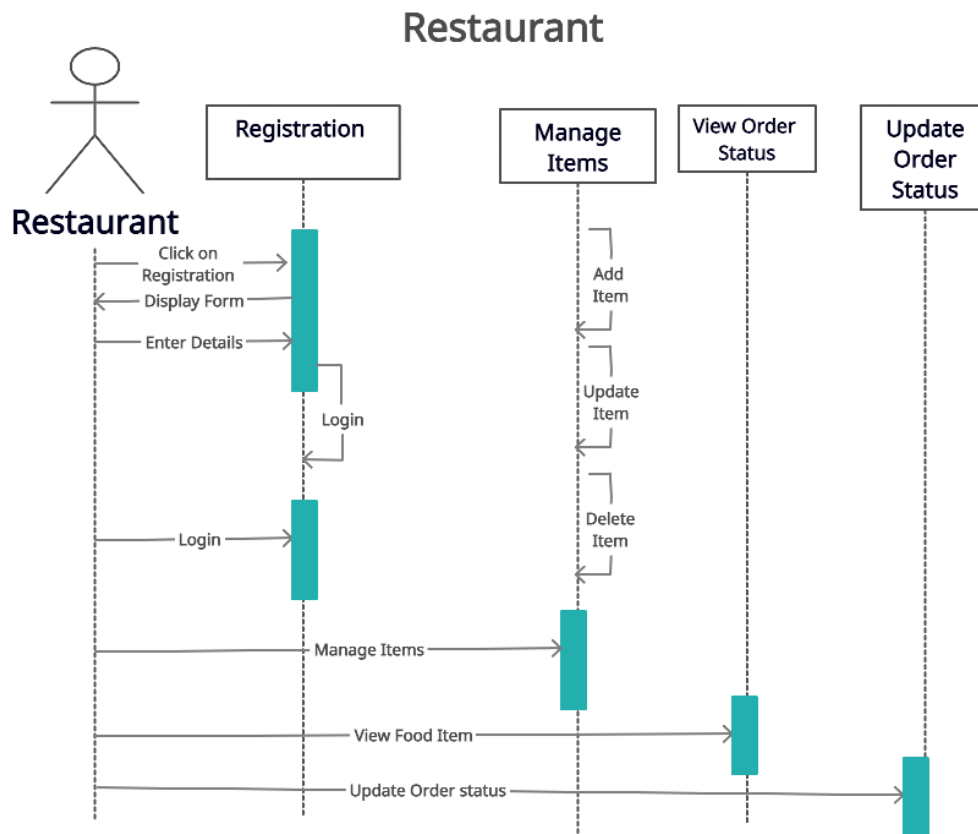 Restaurant
Registration
Manage
Items
View Order
Status
Update
Order
Status
Restaurant
Click on
Registration
Display Form
Enter Details
Login
Add
Item
Update
Item
Delete
Item
Login
Manage Items
View Food Item
Update Order status